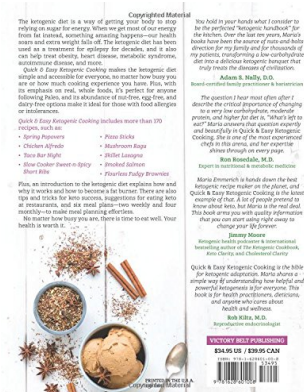 Copyrighted Material
The ketogenic diet is a way of getting your body to stop
relying on sugar for energy. When we get most of our energy
from fat instead, something amazing happens—our health
soars and extra weight falls off. The ketogenic diet has been
used as a treatment for epilepsy for decades, and it also
can help treat obesity, heart disease, metabolic syndrome,
autoimmune disease, and more.
Quick & Easy Ketogenic Cooking makes the ketogenic diet
simple and accessible for everyone, no matter how busy you
are or how much cooking experience you have. Plus, with
its emphasis on real, whole foods, it's perfect for anyone
following Paleo, and its abundance of nut-free, egg-free, and
dairy-free options make it ideal for those with food allergies
or intolerances.
Quick & Easy Ketogenic Cooking includes more than 170
recipes, such as:
• Spring Popovers
• Chicken Alfredo
• Taco Bar Night
• Slow Cooker Sweet-n-Spicy
Short Ribs
• Pizza Sticks
• Mushroom Ragu
• Skillet Lasagna
• Smoked Salmon
• Flourless Fudgy Brownies
Plus, an introduction to the ketogenic diet explains how and
why it works and how to become a fat burner. There are also
tips and tricks for keto success, suggestions for eating keto
at restaurants, and six meal plans—two weekly and four
monthly—to make meal planning effortless.
No matter how busy you are, there is time to eat well. Your
health is worth it.
You hold in your hands what I consider to
be the perfect "Ketogenic Handbook" for
the kitchen. Over the last ten years, Maria's
books have been the source of ruts and bold
direction for my family and for thousands of my
patients, transforming a low-carbohydrate
diet into a delicious ketogenic banquet that
truly treats the diseases of civilization.
Adam S. Nally, D.O.
Board-certified family practitioner & bariatrician
The question I hear most often after I
describe the critical importance of changing
to a very low carbohydrate, moderate
protein, and higher fat diet is, "What's left to
eat?" Maria answers that question expertly
and beautifully in Quick & Easy Ketogenic
Cooking. She is one of the most experienced
chefs in this arena, and her expertise
shines through on every page.
Ron Rosedale, M.D.
Expert in nutritional & metabolic medicine
Maria Emmerich is hands down the best
ketogenic recipe maker on the planet, and
Quick & Easy Ketogenic Cooking is the latest
example of that. A lot of people pretend to
know about keto, but Maria is the real deal.
This book arms you with quality information
that you can start using right away to
change your life forever.
Jimmy Moore
Ketogenic health podcaster & international
bestselling author of The Ketogenic Cookbook,
Keto Clarity, and Cholesterol Clarity
Quick & Easy Ketogenic Cooking is the bible
for ketogenic adaptation. Maria shares a
simple way of understanding how helpful and
powerful ketogenesis is for everyone. This
book is for health practitioners, dieticians,
and anyone who cares about
health and wellness.
Rob Kiltz, M.D.
Reproductive endocrinologist
VICTORY BELT PUBLISHING
$34.95 US / $39.95 CAN
PRINTED IN THE U.S.A.